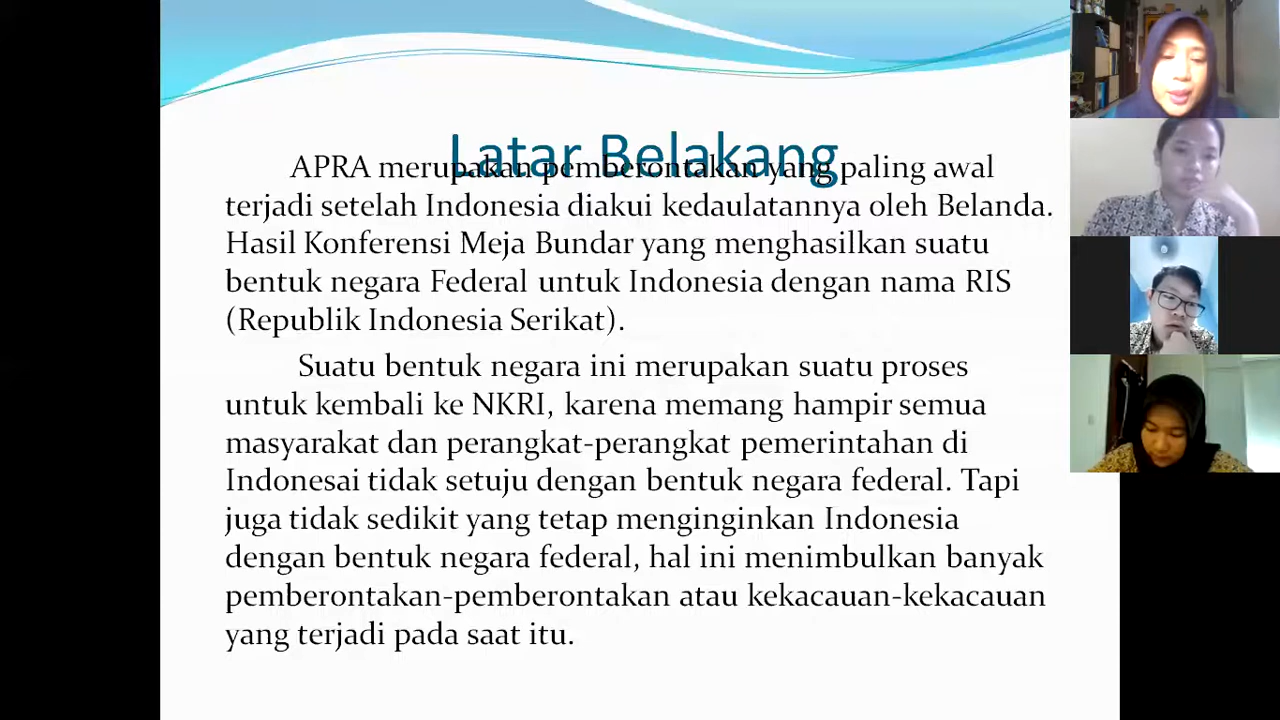 Latar Belakang
APRA merupakan pemberontakan yang paling awal
terjadi setelah Indonesia diakui kedaulatannya oleh Belanda.
Hasil Konferensi Meja Bundar yang menghasilkan suatu
bentuk negara Federal untuk Indonesia dengan nama RIS
(Republik Indonesia Serikat).
Suatu bentuk negara ini merupakan suatu proses
untuk kembali ke NKRI, karena memang hampir semua
masyarakat dan perangkat-perangkat pemerintahan di
Indonesai tidak setuju dengan bentuk negara federal. Tapi
juga tidak sedikit yang tetap menginginkan Indonesia
dengan bentuk negara federal, hal ini menimbulkan banyak
pemberontakan-pemberontakan atau kekacauan-kekacauan
yang terjadi pada saat itu.